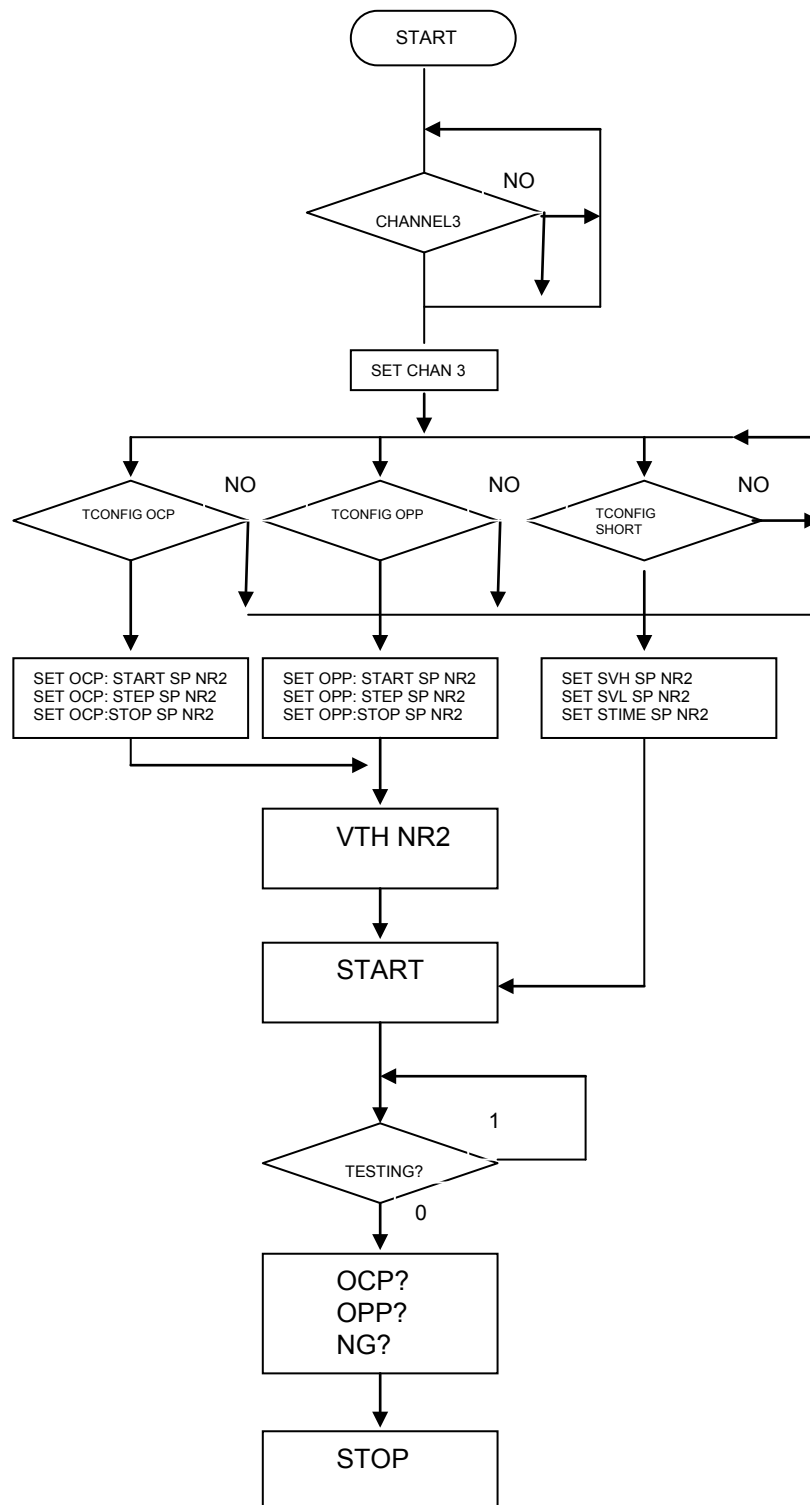 START
NO
CHANNEL3
SET CHAN 3
NO
NO
NO
TCONFIG OCP
TCONFIG OPP
TCONFIG
SHORT
SET OCP: START SP NR2
SET OCP: STEP SP NR2
SET OCP:STOP SP NR2
SET OPP: START SP NR2
SET OPP: STEP SP NR2
SET OPP:STOP SP NR2
SET SVH SP NR2
SET SVL SP NR2
SET STIME SP NR2
VTH NR2
START
1
TESTING?
0
OCP?
OPP?
NG?
STOP